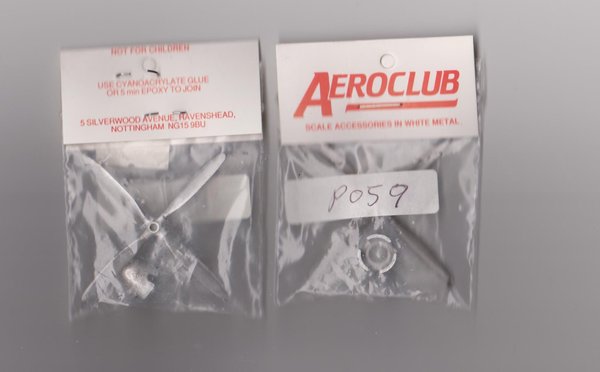 NOT FOR CHILDREN
USE CYANOACRYLATE GLUE
OR 5 min EPOXY TO JOIN
5 SILVERWOOD AVENUE, RAVENSHEAD,
NOTTINGHAM NG15 9BU
AEROCLUB
SCALE ACCESSORIES IN WHITE METAL
P059